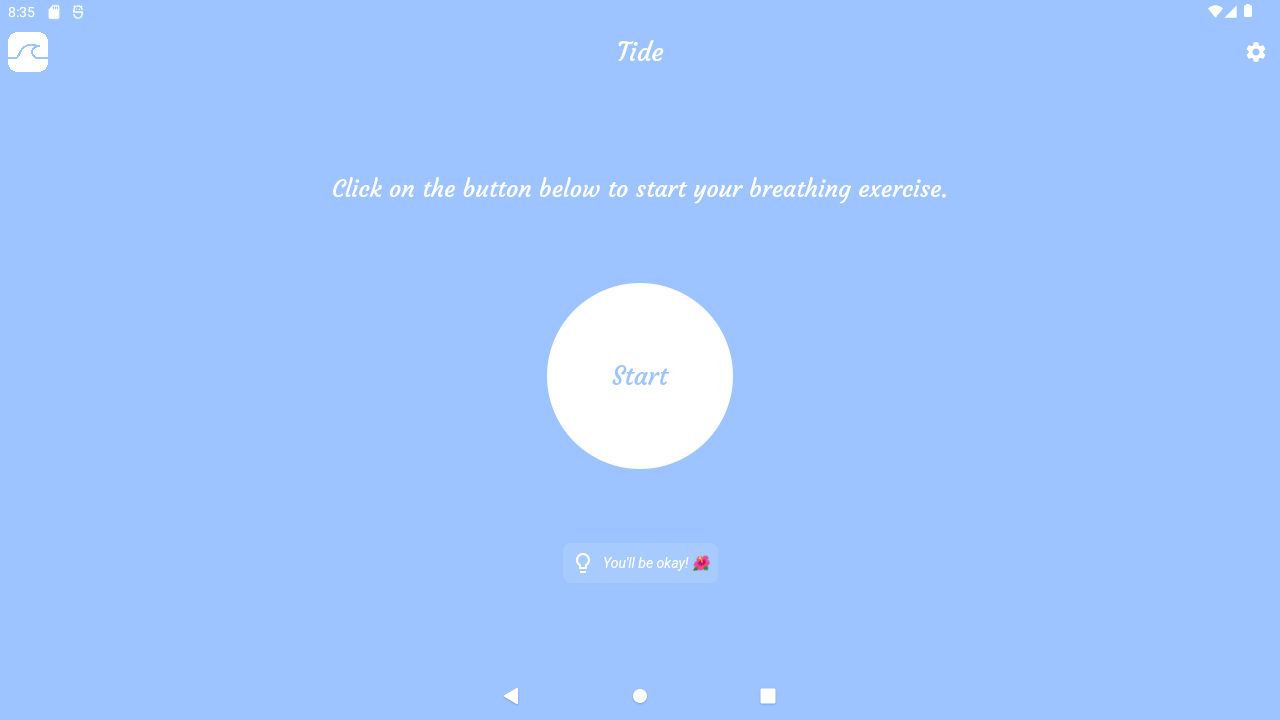 8:35
Tide
Click on the button below to start your breathing exercise.
Start
You'll be okay! 🌺